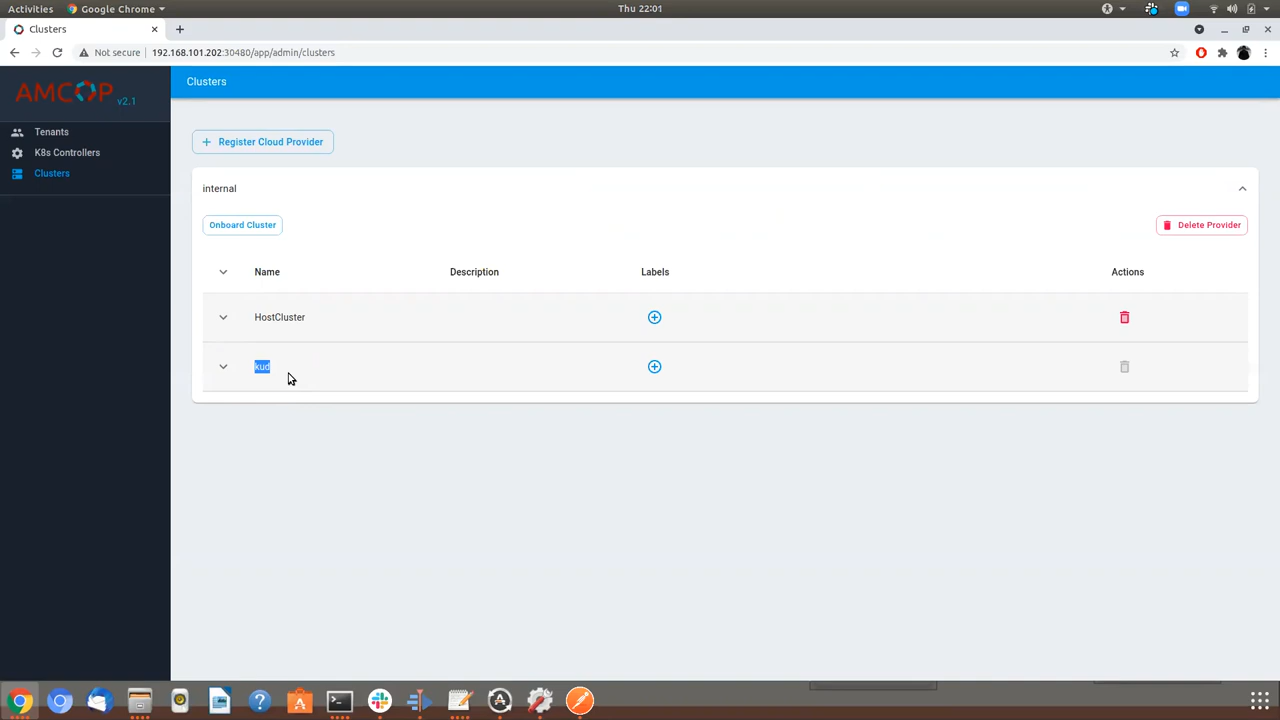 Activities Google Chrome Thu 22:01
Clusters
Not secure 192.168.101.202:30480/app/admin/clusters
AMCOP v2.1
Clusters
Tenants
K8s Controllers
Clusters
+ Register Cloud Provider
internal
Onboard Cluster
Delete Provider
Name Description Labels Actions
HostCluster
kud